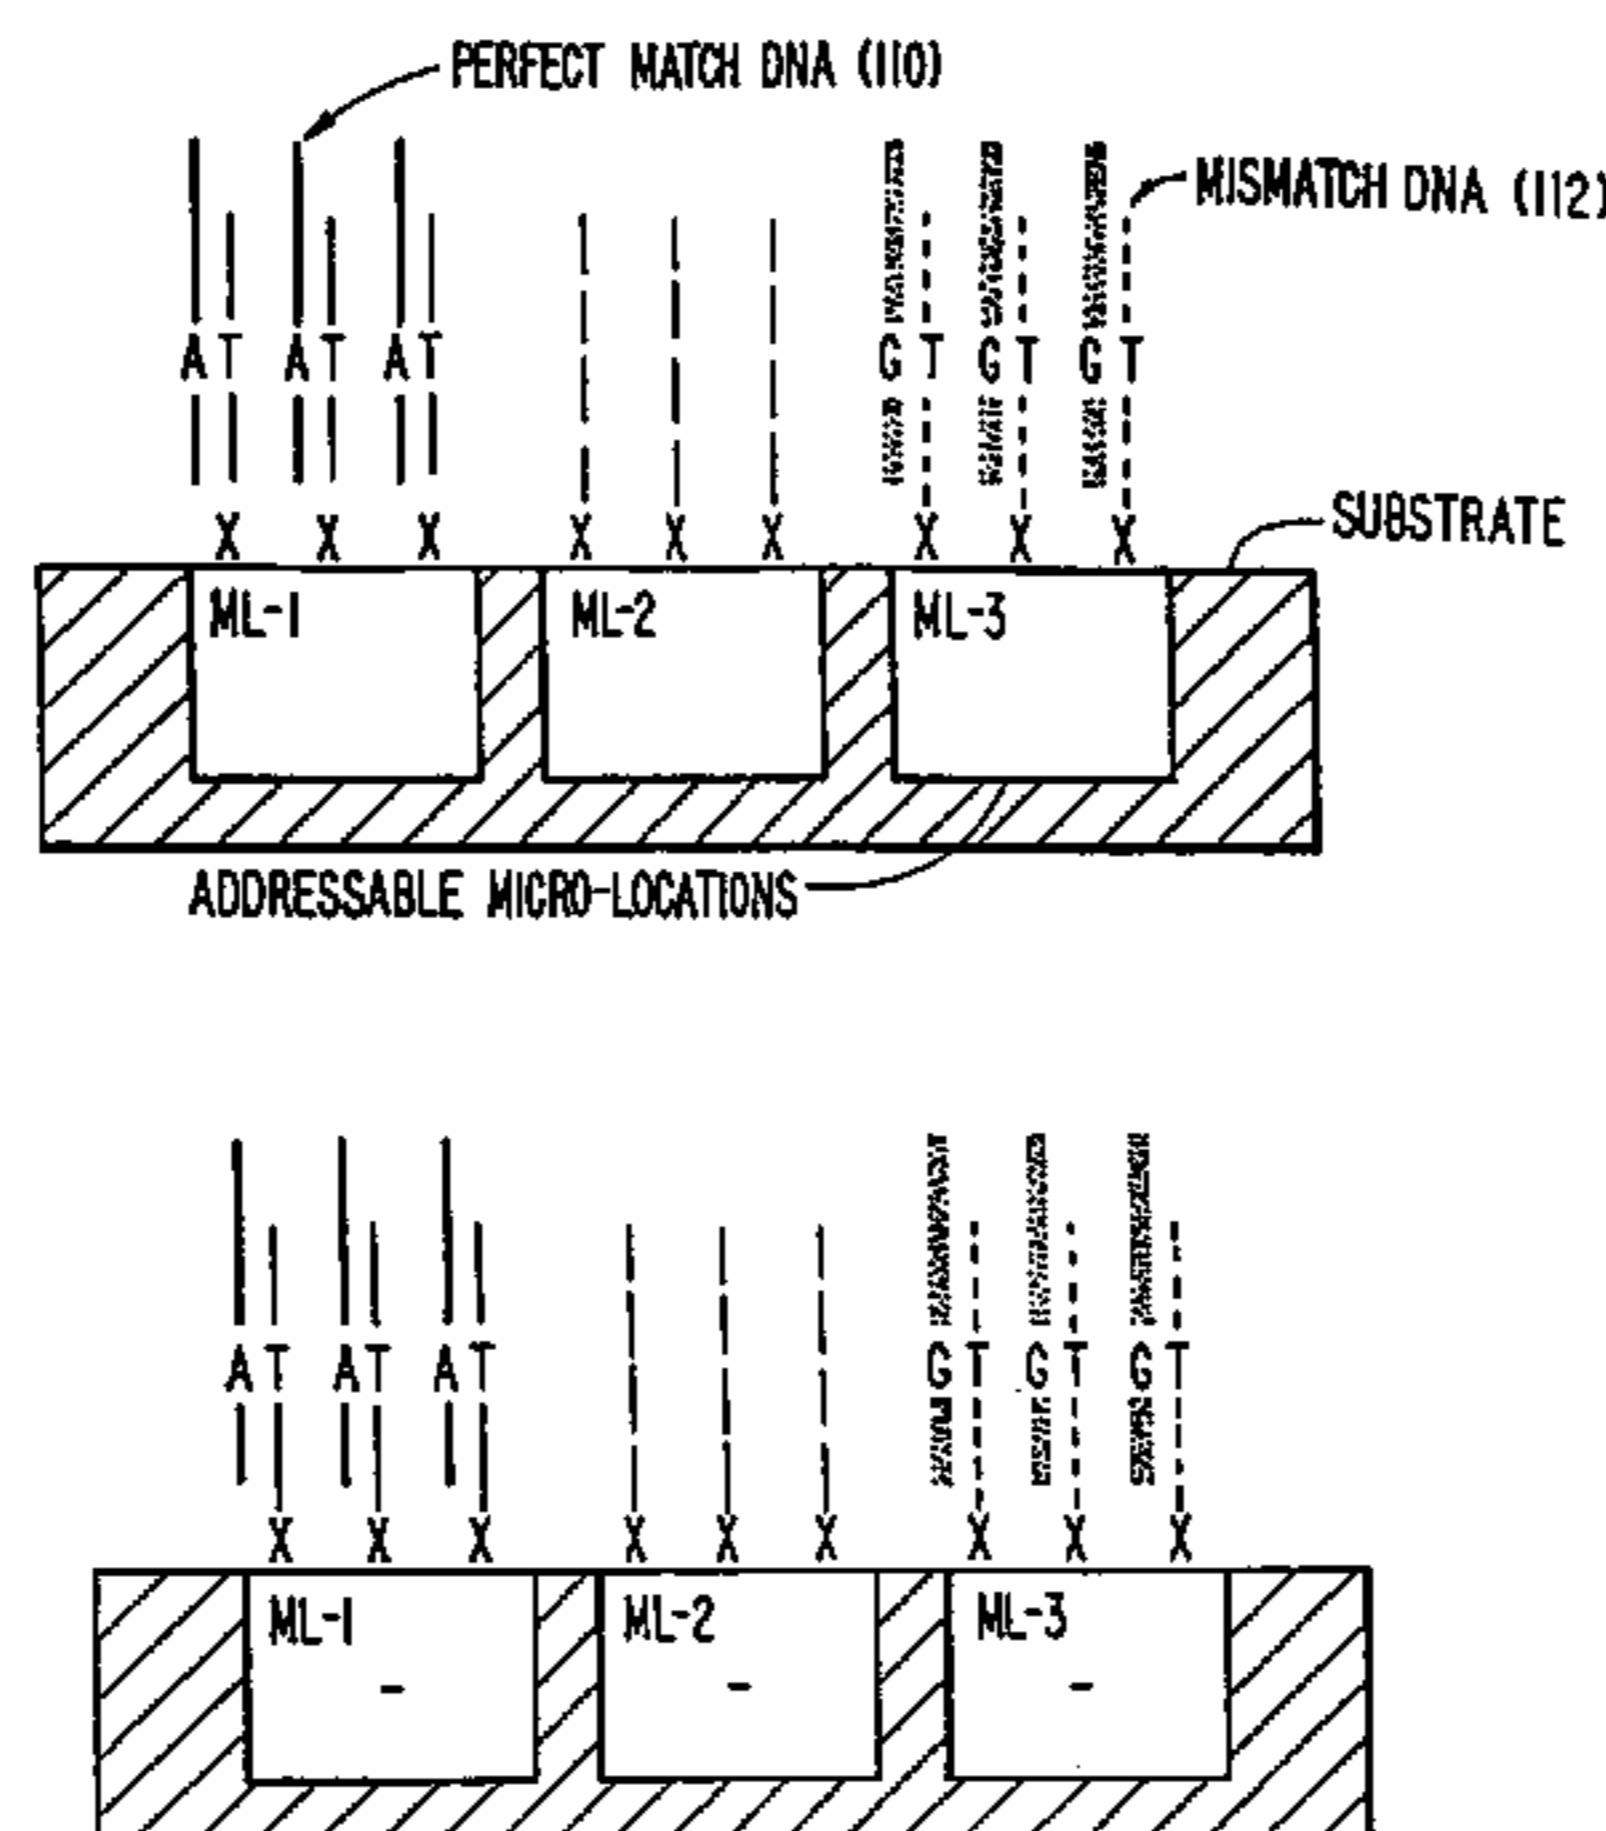 PERFECT MATCH DNA (110)
MISMATCH DNA (112)
A T A T A T G T G T G T
X X X X X X X X X
SUBSTRATE
ML-1 ML-2 ML-3
ADDRESSABLE MICRO-LOCATIONS
A T A T A T G T G T G T
X X X X X X X X X
ML-1 ML-2 ML-3
- - -